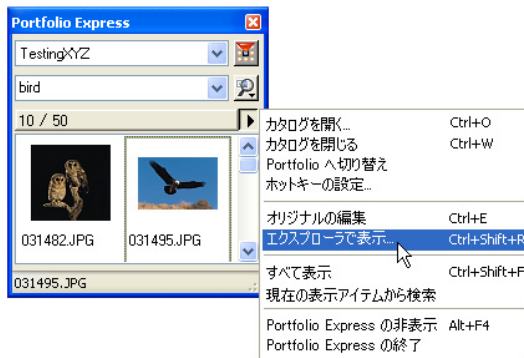 Portfolio Express
TestingXYZ
bird
10 / 50
031482.JPG
031495.JPG
031495.JPG
カタログを開く... Ctrl+O
カタログを閉じる Ctrl+W
Portfolio へ切り替え
ホットキーの設定...
オリジナルの編集 Ctrl+E
エクスプローラで表示... Ctrl+Shift+R
すべて表示 Ctrl+Shift+F
現在の表示アイテムから検索
Portfolio Express の非表示 Alt+F4
Portfolio Express の終了